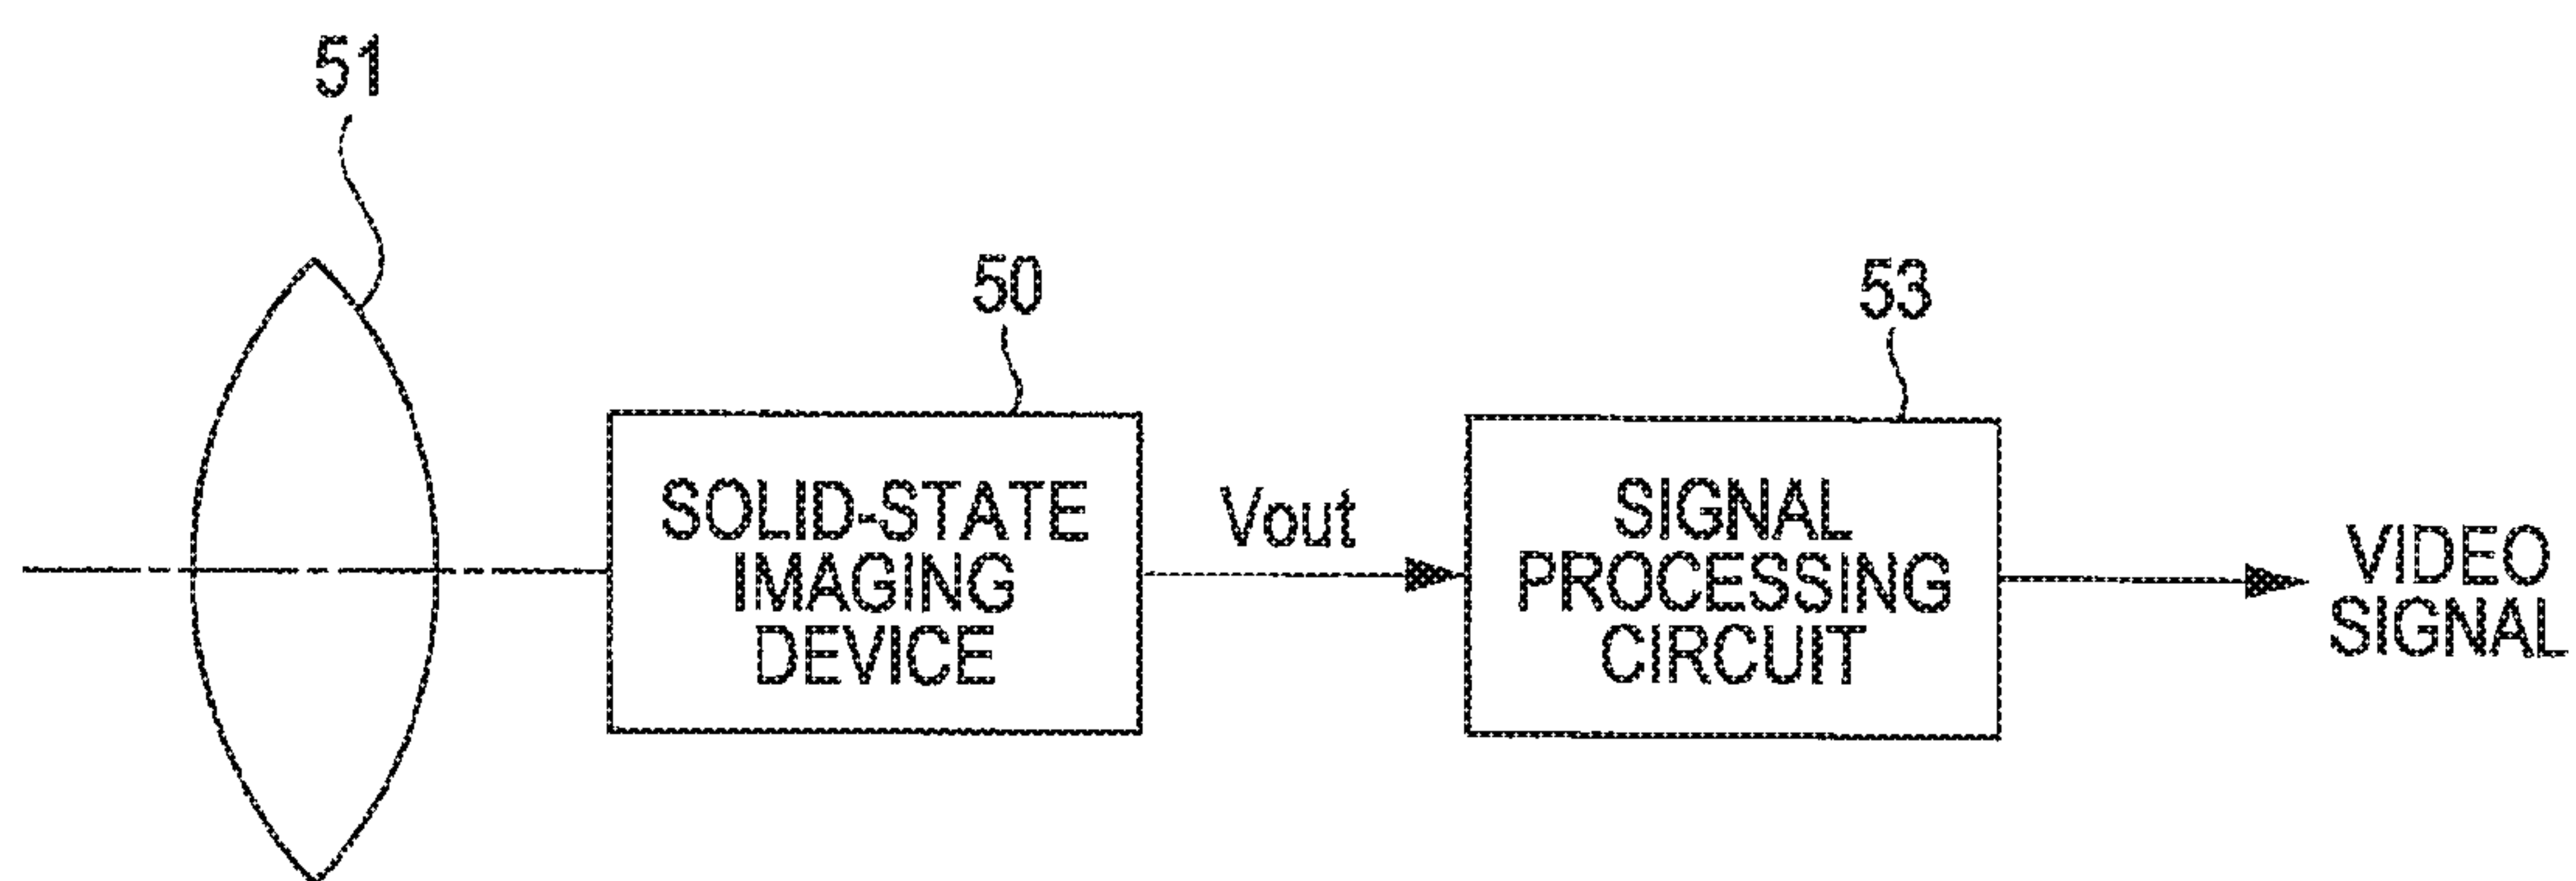 51
50
53
SOLID-STATE
IMAGING
DEVICE
Vout
SIGNAL
PROCESSING
CIRCUIT
VIDEO
SIGNAL